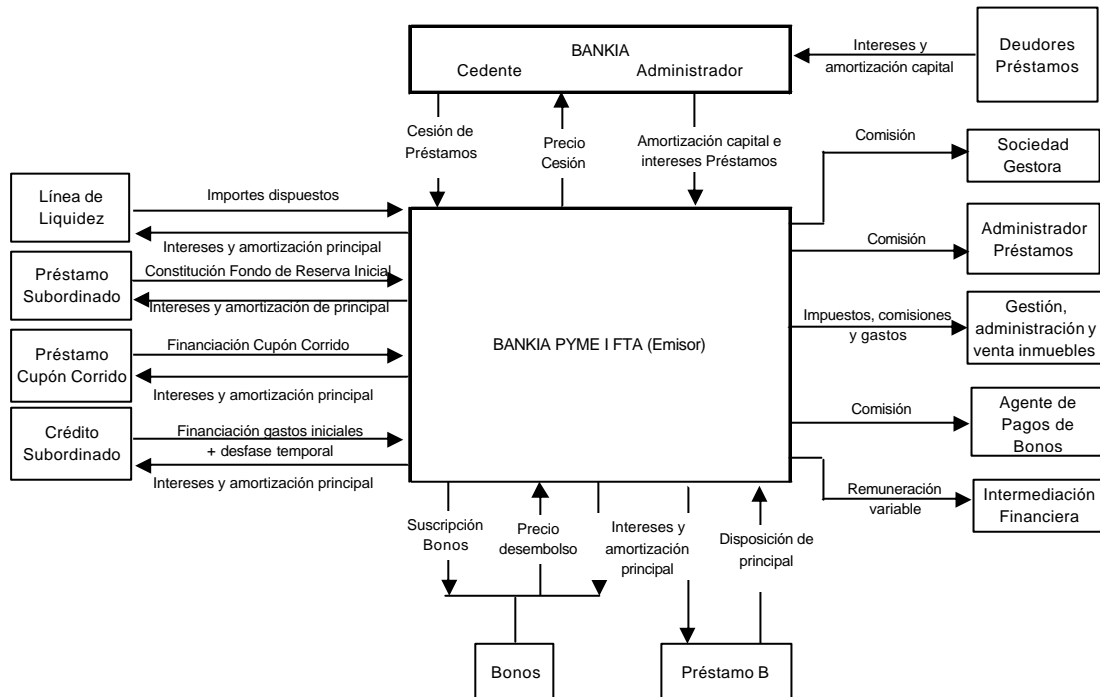 BANKIA
Cedente
Administrador
Intereses y
amortización capital
Deudores
Préstamos
Cesión de
Préstamos
Precio
Cesión
Amortización capital e
intereses Préstamos
Comisión
Sociedad
Gestora
Línea de
Liquidez
Importes dispuestos
Intereses y amortización principal
Comisión
Administrador
Préstamos
Préstamo
Subordinado
Constitución Fondo de Reserva Inicial
Intereses y amortización de principal
Impuestos, comisiones
y gastos
Gestión,
administración y
venta inmuebles
BANKIA PYME I FTA (Emisor)
Préstamo
Cupón Corrido
Financiación Cupón Corrido
Intereses y amortización principal
Comisión
Agente de
Pagos de
Bonos
Crédito
Subordinado
Financiación gastos iniciales
+ desfase temporal
Intereses y amortización principal
Remuneración
variable
Intermediación
Financiera
Suscripción
Bonos
Precio
desembolso
Intereses y
amortización
principal
Disposición de
principal
Bonos
Préstamo B